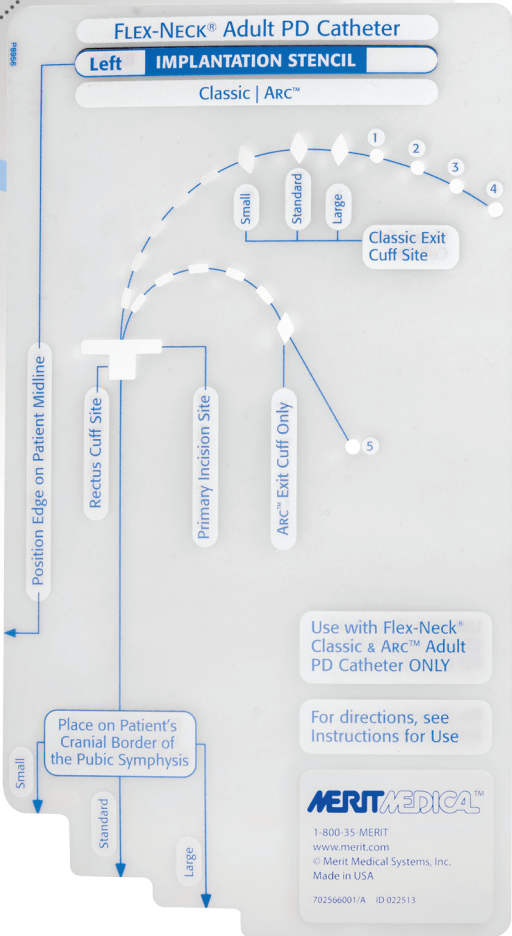 P8956
FLEX-NECK® Adult PD Catheter
Left IMPLANTATION STENCIL
Classic | ARC™
1
2
3
4
Small
Standard
Large
Classic Exit
Cuff Site
Position Edge on Patient Midline
Rectus Cuff Site
Primary Incision Site
ARC™ Exit Cuff Only
5
Use with Flex-Neck®
Classic & ARC™ Adult
PD Catheter ONLY
For directions, see
Instructions for Use
Place on Patient's
Cranial Border of
the Pubic Symphysis
Small
Standard
Large
MERITMEDICAL™
1-800-35-MERIT
www.merit.com
© Merit Medical Systems, Inc.
Made in USA
702566001/A ID 022513